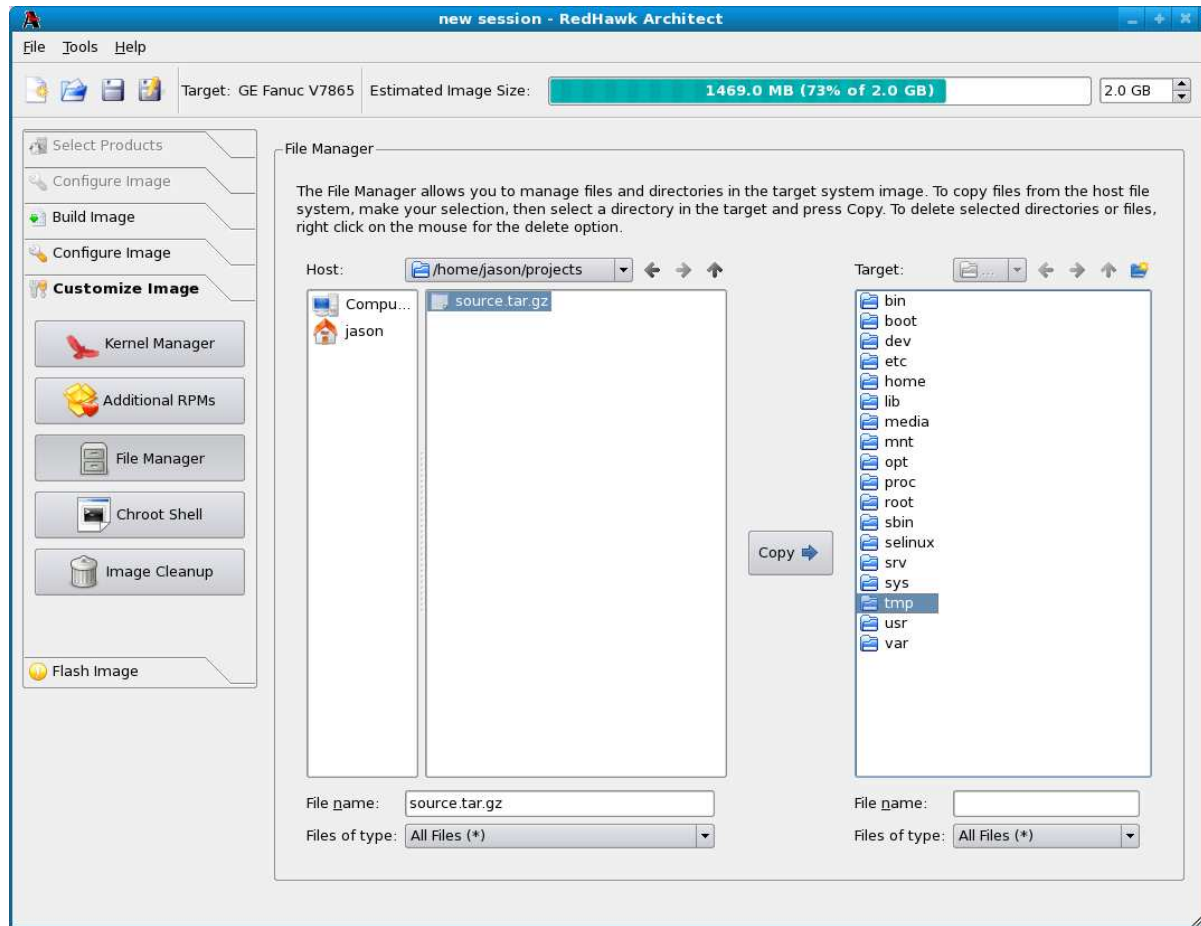 new session - RedHawk Architect
File Tools Help
Target: GE Fanuc V7865 Estimated Image Size: 1469.0 MB (73% of 2.0 GB) 2.0 GB
Select Products
Configure Image
Build Image
Configure Image
Customize Image
Kernel Manager
Additional RPMs
File Manager
Chroot Shell
Image Cleanup
Flash Image
File Manager
The File Manager allows you to manage files and directories in the target system image. To copy files from the host file
system, make your selection, then select a directory in the target and press Copy. To delete selected directories or files,
right click on the mouse for the delete option.
Host: /home/jason/projects
Compu...
jason
source.tar.gz
File name: source.tar.gz
Files of type: All Files (*)
Copy
Target: ...
bin
boot
dev
etc
home
lib
media
mnt
opt
proc
root
sbin
selinux
srv
sys
tmp
usr
var
File name:
Files of type: All Files (*)